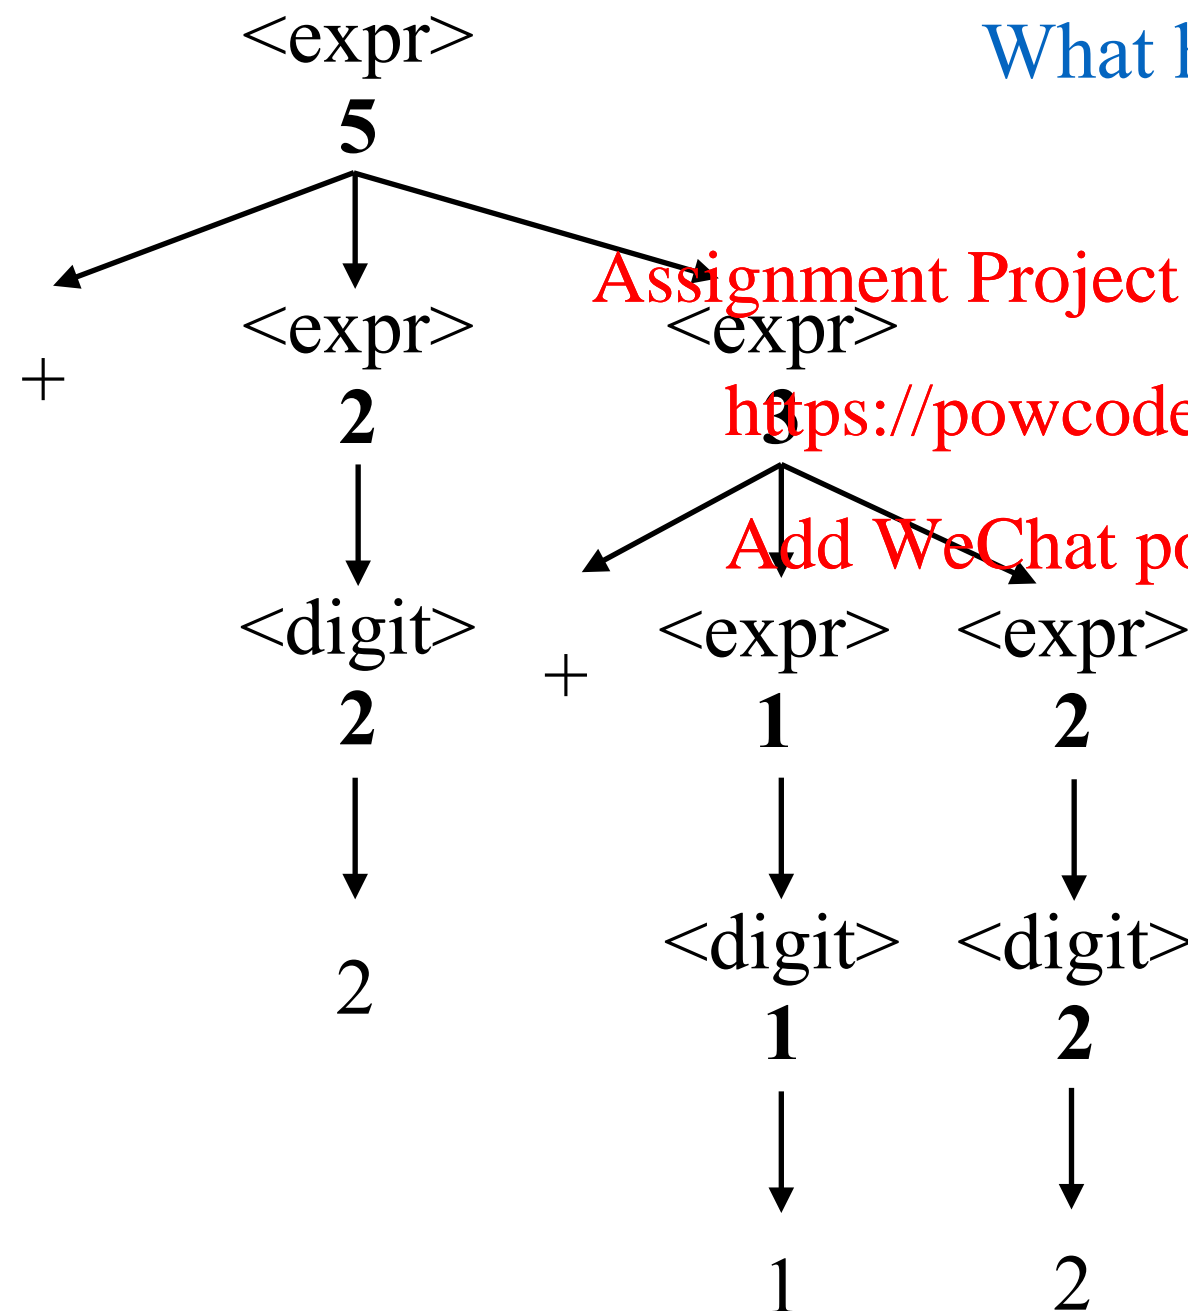 <expr> What
5
Assignment Project
<expr> <expr>
+
2 3
https://powcode
Add WeChat
<digit> <expr> <expr>
+
2 1 2
<digit> <digit>
2
1 2
1 2